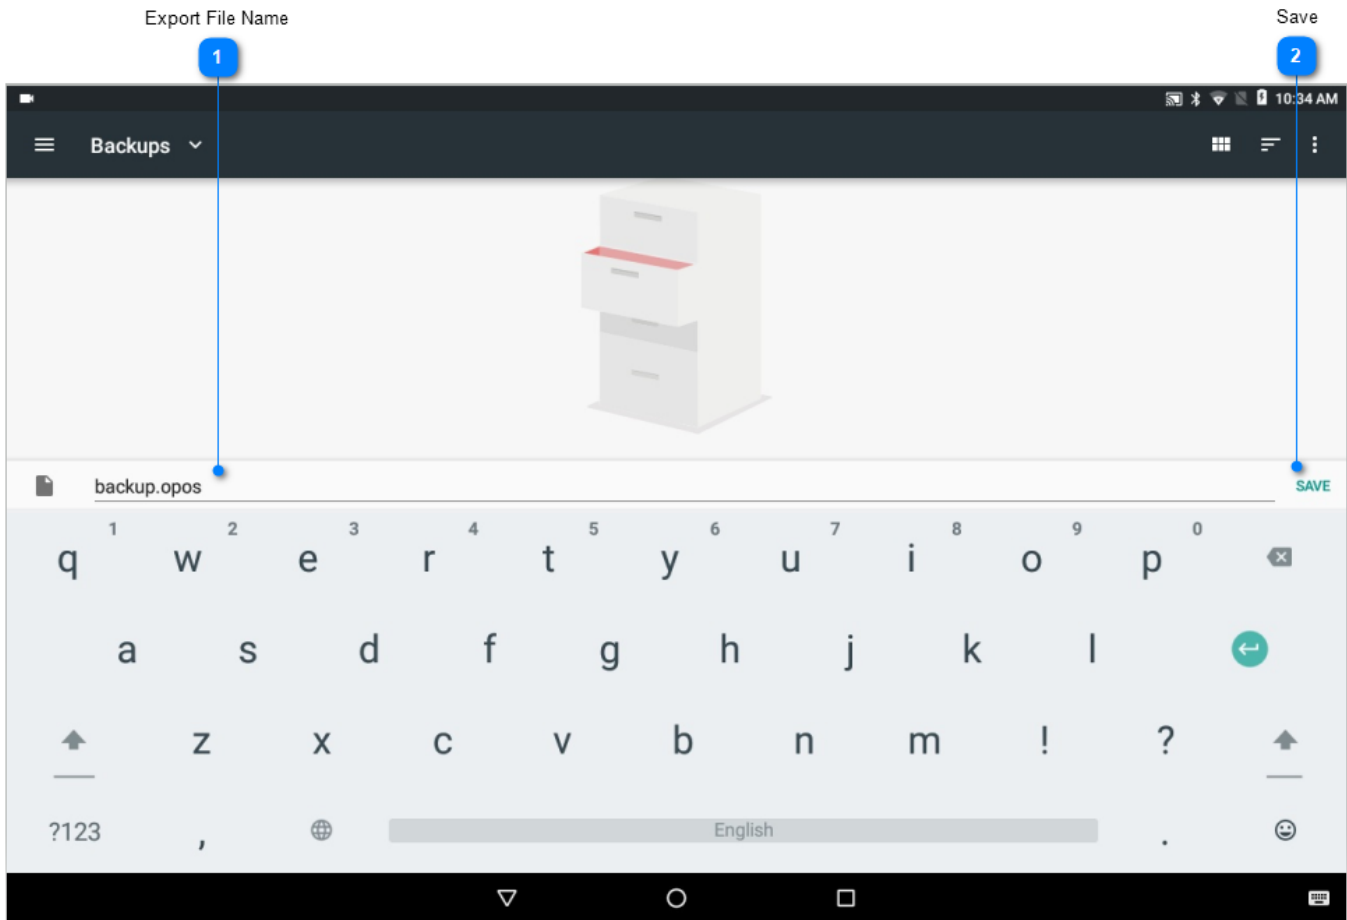 Export File Name
Save
1
2
10:34 AM
Backups
backup.opos
SAVE
1 2 3 4 5 6 7 8 9 0
q w e r t y u i o p
a s d f g h j k l
z x c v b n m ! ?
?123 , English .